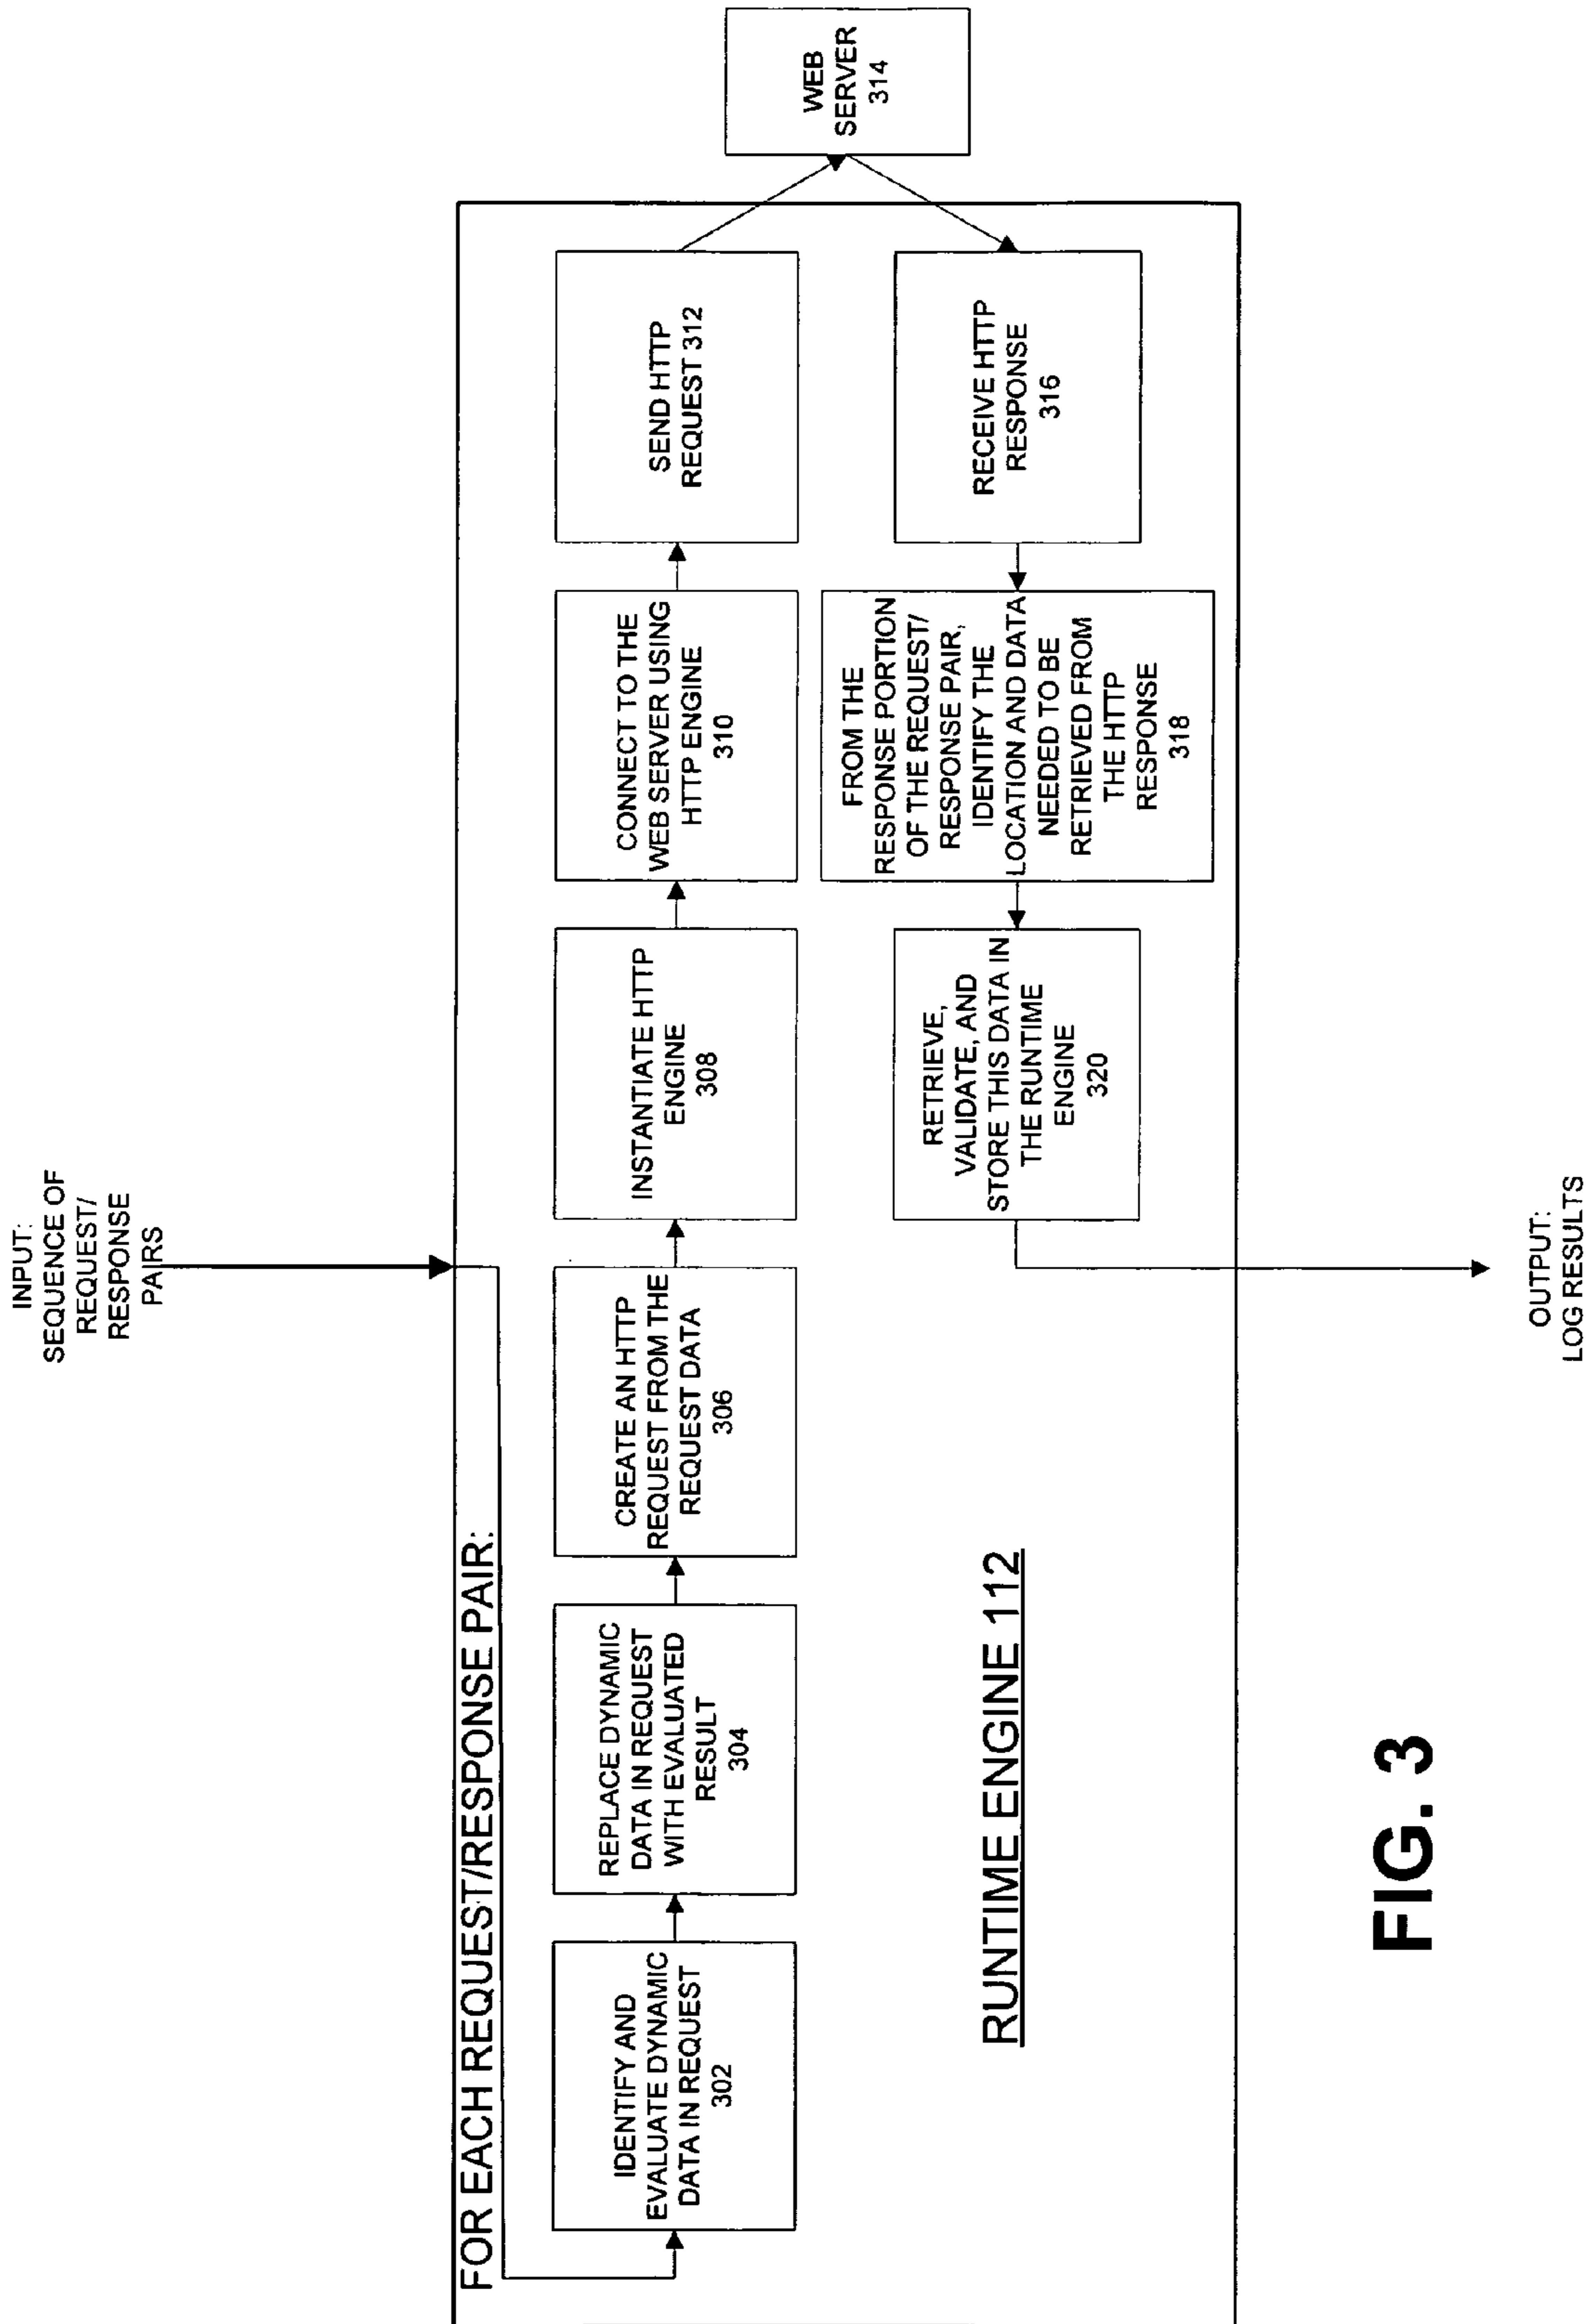 INPUT:
SEQUENCE OF
REQUEST/
RESPONSE
PAIRS
FOR EACH REQUEST/RESPONSE PAIR:
IDENTIFY AND
EVALUATE DYNAMIC
DATA IN REQUEST
302
REPLACE DYNAMIC
DATA IN REQUEST
WITH EVALUATED
RESULT
304
CREATE AN HTTP
REQUEST FROM THE
REQUEST DATA
306
INSTANTIATE HTTP
ENGINE
308
CONNECT TO THE
WEB SERVER USING
HTTP ENGINE
310
SEND HTTP
REQUEST 312
WEB
SERVER
314
RECEIVE HTTP
RESPONSE
316
FROM THE
RESPONSE PORTION
OF THE REQUEST/
RESPONSE PAIR,
IDENTIFY THE
LOCATION AND DATA
NEEDED TO BE
RETRIEVED FROM
THE HTTP
RESPONSE
318
RETRIEVE,
VALIDATE, AND
STORE THIS DATA IN
THE RUNTIME
ENGINE
320
RUNTIME ENGINE 112
OUTPUT:
LOG RESULTS
FIG. 3